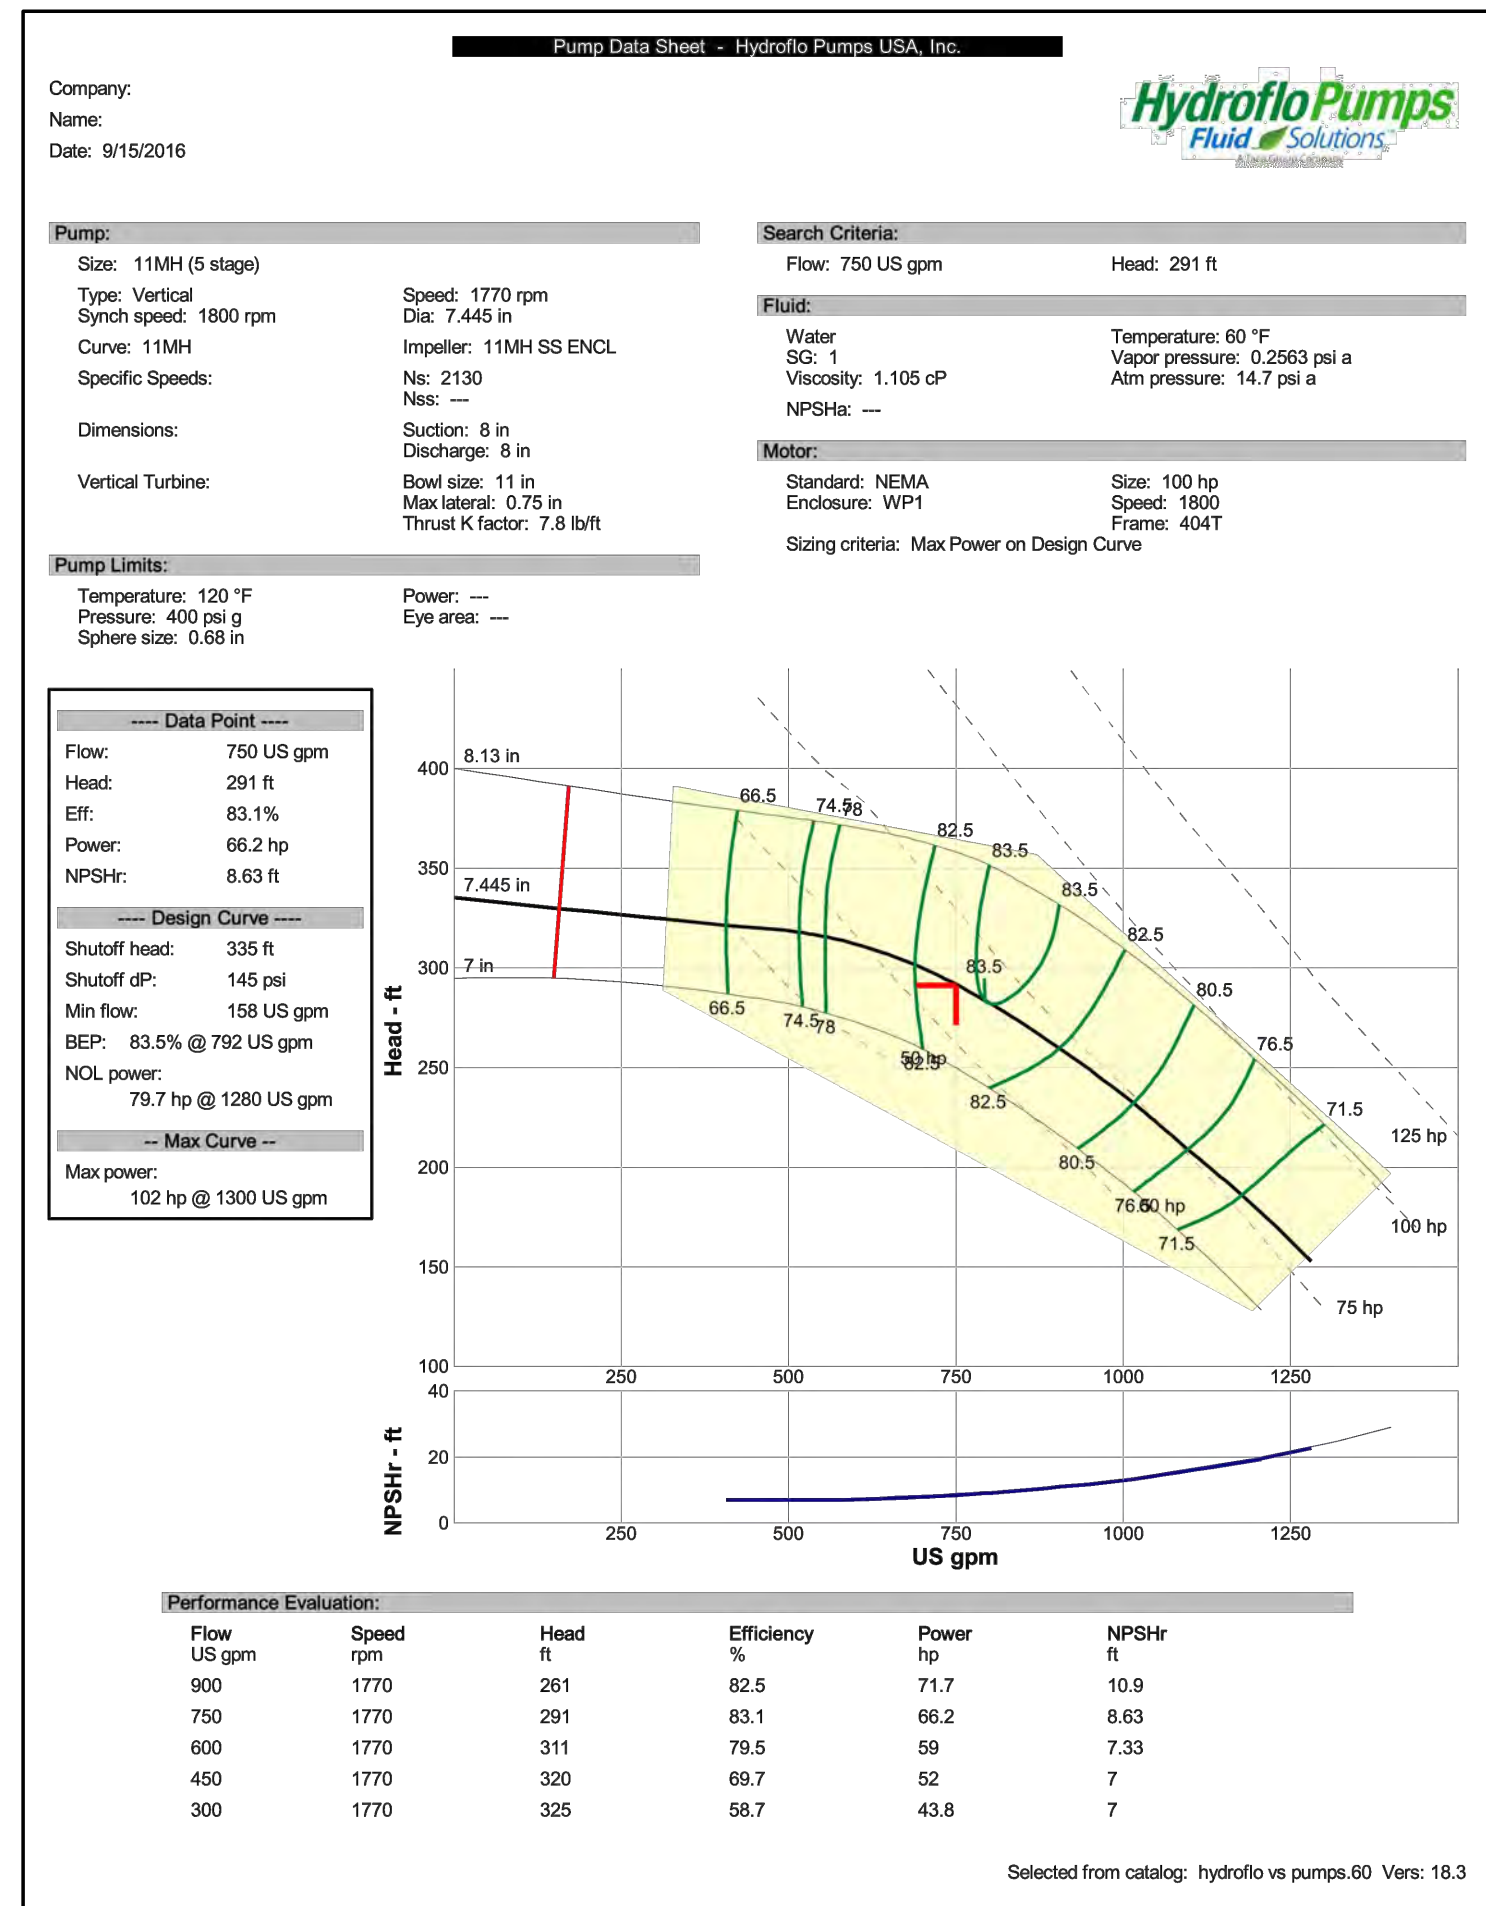 Pump Data Sheet - Hydroflo Pumps USA, Inc.
Company:
Name:
Date: 9/15/2016
Hydroflo Pumps
Fluid Solutions
A Taco Group Company
Pump:
Size: 11MH (5 stage)
Type: Vertical
Synch speed: 1800 rpm
Speed: 1770 rpm
Dia: 7.445 in
Curve: 11MH
Impeller: 11MH SS ENCL
Specific Speeds:
Ns: 2130
Nss: ---
Dimensions:
Suction: 8 in
Discharge: 8 in
Vertical Turbine:
Bowl size: 11 in
Max lateral: 0.75 in
Thrust K factor: 7.8 lb/ft
Pump Limits:
Temperature: 120 °F
Pressure: 400 psi g
Sphere size: 0.68 in
Power: ---
Eye area: ---
Search Criteria:
Flow: 750 US gpm
Head: 291 ft
Fluid:
Water
SG: 1
Viscosity: 1.105 cP
NPSHa: ---
Temperature: 60 °F
Vapor pressure: 0.2563 psi a
Atm pressure: 14.7 psi a
Motor:
Standard: NEMA
Enclosure: WP1
Size: 100 hp
Speed: 1800
Frame: 404T
Sizing criteria: Max Power on Design Curve
---- Data Point ----
Flow: 750 US gpm
Head: 291 ft
Eff: 83.1%
Power: 66.2 hp
NPSHr: 8.63 ft
---- Design Curve ----
Shutoff head: 335 ft
Shutoff dP: 145 psi
Min flow: 158 US gpm
BEP: 83.5% @ 792 US gpm
NOL power:
79.7 hp @ 1280 US gpm
-- Max Curve --
Max power:
102 hp @ 1300 US gpm
Head - ft
400
350
300
250
200
150
100
8.13 in
7.445 in
7 in
66.5
74.5
78
82.5
83.5
83.5
82.5
80.5
76.5
71.5
83.5
66.5
74.5
78
50 hp
82.5
82.5
80.5
76.5
60 hp
71.5
125 hp
100 hp
75 hp
250 500 750 1000 1250
NPSHr - ft
40
20
0
250 500 750 1000 1250
US gpm
Performance Evaluation:
Flow Speed Head Efficiency Power NPSHr
US gpm rpm ft % hp ft
900 1770 261 82.5 71.7 10.9
750 1770 291 83.1 66.2 8.63
600 1770 311 79.5 59 7.33
450 1770 320 69.7 52 7
300 1770 325 58.7 43.8 7
Selected from catalog: hydroflo vs pumps.60 Vers: 18.3